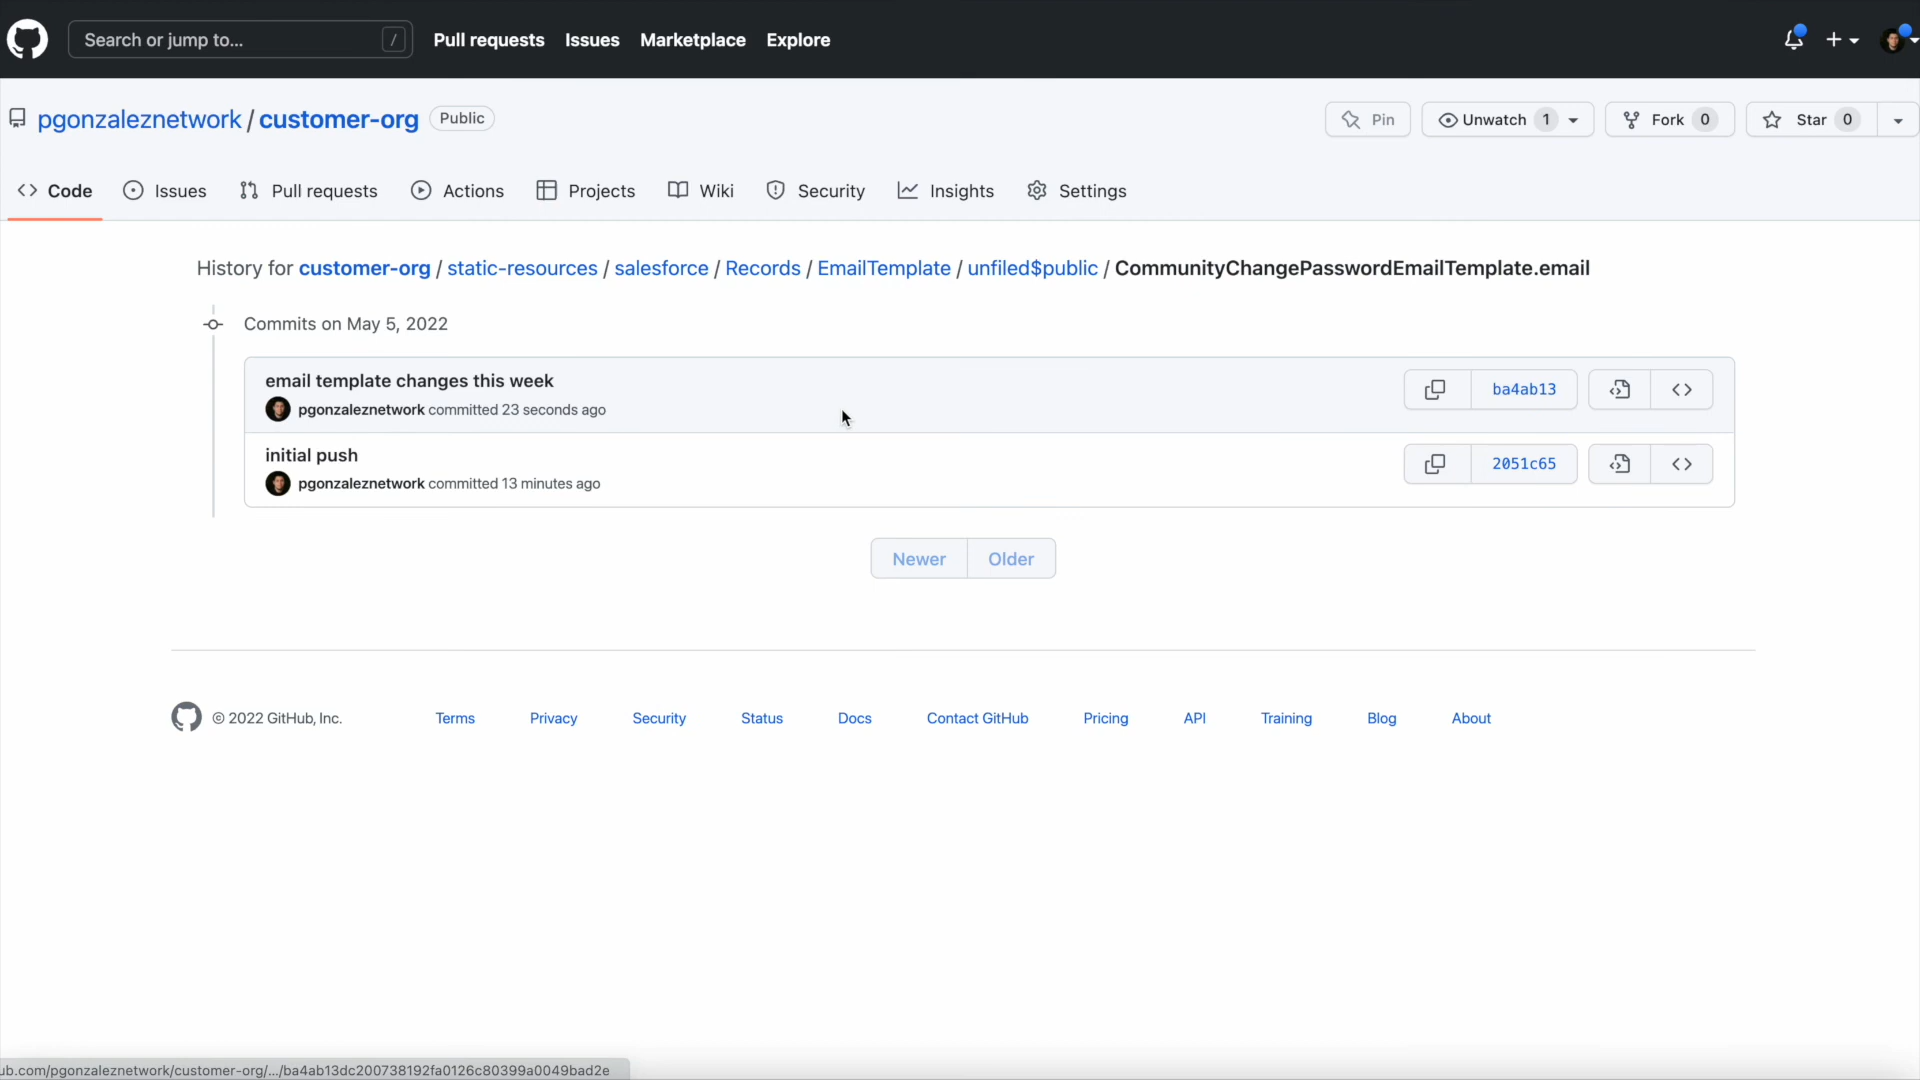 Search or jump to...
/
Pull requests
Issues
Marketplace
Explore
pgonzaleznetwork / customer-org
Public
Pin
Unwatch 1
Fork 0
Star 0
Code
Issues
Pull requests
Actions
Projects
Wiki
Security
Insights
Settings
History for customer-org / static-resources / salesforce / Records / EmailTemplate / unfiled$public / CommunityChangePasswordEmailTemplate.email
Commits on May 5, 2022
email template changes this week
pgonzaleznetwork committed 23 seconds ago
ba4ab13
initial push
pgonzaleznetwork committed 13 minutes ago
2051c65
Newer
Older
© 2022 GitHub, Inc.
Terms
Privacy
Security
Status
Docs
Contact GitHub
Pricing
API
Training
Blog
About
ub.com/pgonzaleznetwork/customer-org/.../ba4ab13dc200738192fa0126c80399a0049bad2e